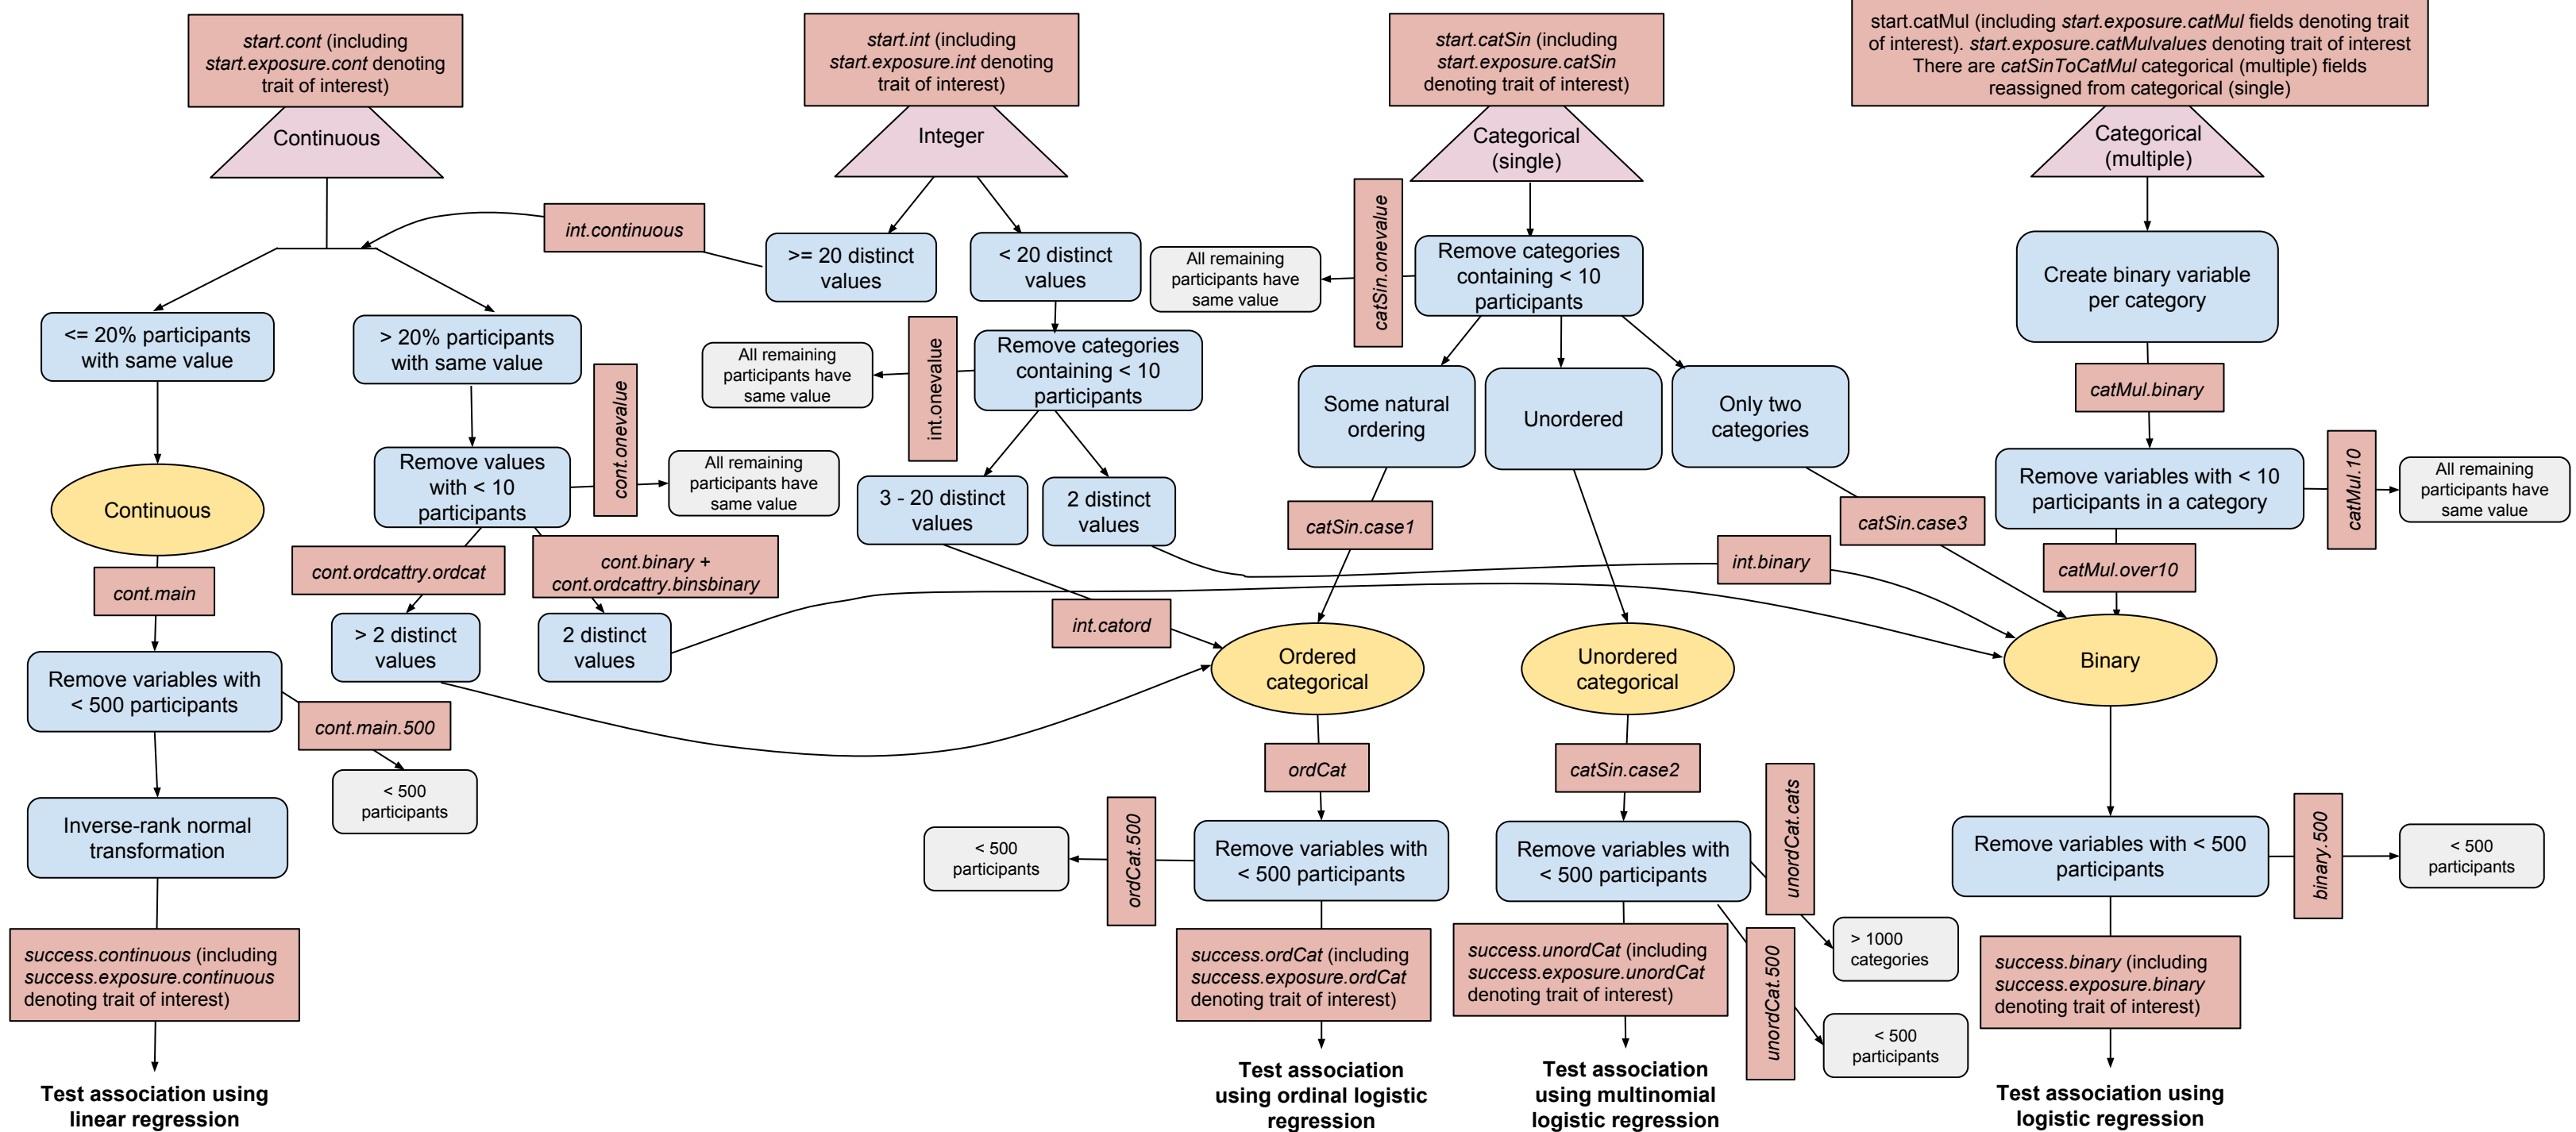 start.cont (including
start.exposure.cont denoting
trait of interest)
start.int (including
start.exposure.int denoting
trait of interest)
start.catSin (including
start.exposure.catSin
denoting trait of interest)
start.catMul (including start.exposure.catMul fields denoting trait
of interest). start.exposure.catMulvalues denoting trait of interest
There are catSinToCatMul categorical (multiple) fields
reassigned from categorical (single)
Continuous
Integer
Categorical
(single)
Categorical
(multiple)
int.continuous
>= 20 distinct
values
< 20 distinct
values
All remaining
participants have
same value
catSin.onevalue
Remove categories
containing < 10
participants
Create binary variable
per category
<= 20% participants
with same value
> 20% participants
with same value
All remaining
participants have
same value
int.onevalue
Remove categories
containing < 10
participants
Some natural
ordering
Unordered
Only two
categories
catMul.binary
Continuous
Remove values
with < 10
participants
cont.onevalue
All remaining
participants have
same value
3 - 20 distinct
values
2 distinct
values
catSin.case1
catSin.case3
Remove variables with < 10
participants in a category
catMul.10
All remaining
participants have
same value
cont.main
cont.ordcattry.ordcat
cont.binary +
cont.ordcattry.binsbinary
int.binary
catMul.over10
> 2 distinct
values
2 distinct
values
int.catord
Ordered
categorical
Unordered
categorical
Binary
Remove variables with
< 500 participants
cont.main.500
< 500
participants
ordCat
catSin.case2
Inverse-rank normal
transformation
< 500
participants
ordCat.500
Remove variables with
< 500 participants
Remove variables with
< 500 participants
unordCat.cats
> 1000
categories
unordCat.500
< 500
participants
Remove variables with < 500
participants
binary.500
< 500
participants
success.continuous (including
success.exposure.continuous
denoting trait of interest)
success.ordCat (including
success.exposure.ordCat
denoting trait of interest)
success.unordCat (including
success.exposure.unordCat
denoting trait of interest)
success.binary (including
success.exposure.binary
denoting trait of interest)
Test association using
linear regression
Test association
using ordinal logistic
regression
Test association
using multinomial
logistic regression
Test association using
logistic regression